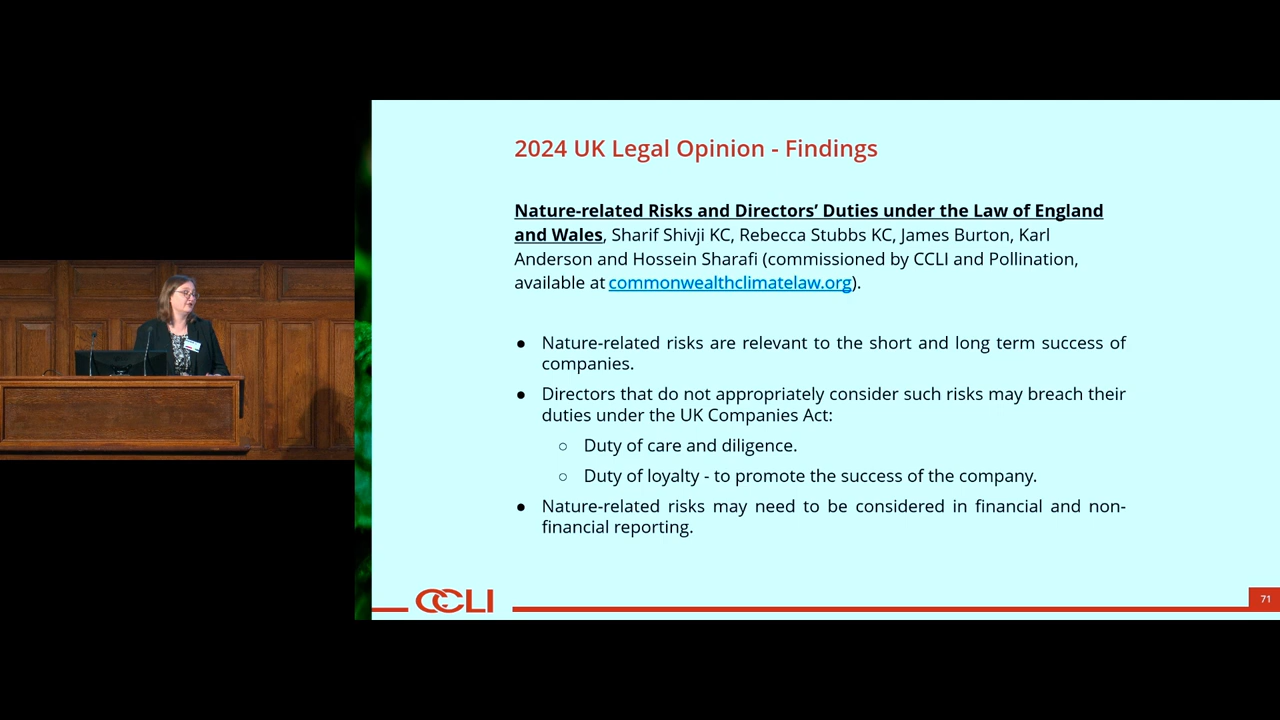 2024 UK Legal Opinion - Findings
Nature-related Risks and Directors’ Duties under the Law of England
and Wales, Sharif Shivji KC, Rebecca Stubbs KC, James Burton, Karl
Anderson and Hossein Sharafi (commissioned by CCLI and Pollination,
available at commonwealthclimatelaw.org).
● Nature-related risks are relevant to the short and long term success of
companies.
● Directors that do not appropriately consider such risks may breach their
duties under the UK Companies Act:
○ Duty of care and diligence.
○ Duty of loyalty - to promote the success of the company.
● Nature-related risks may need to be considered in financial and non-
financial reporting.
CCLI
71